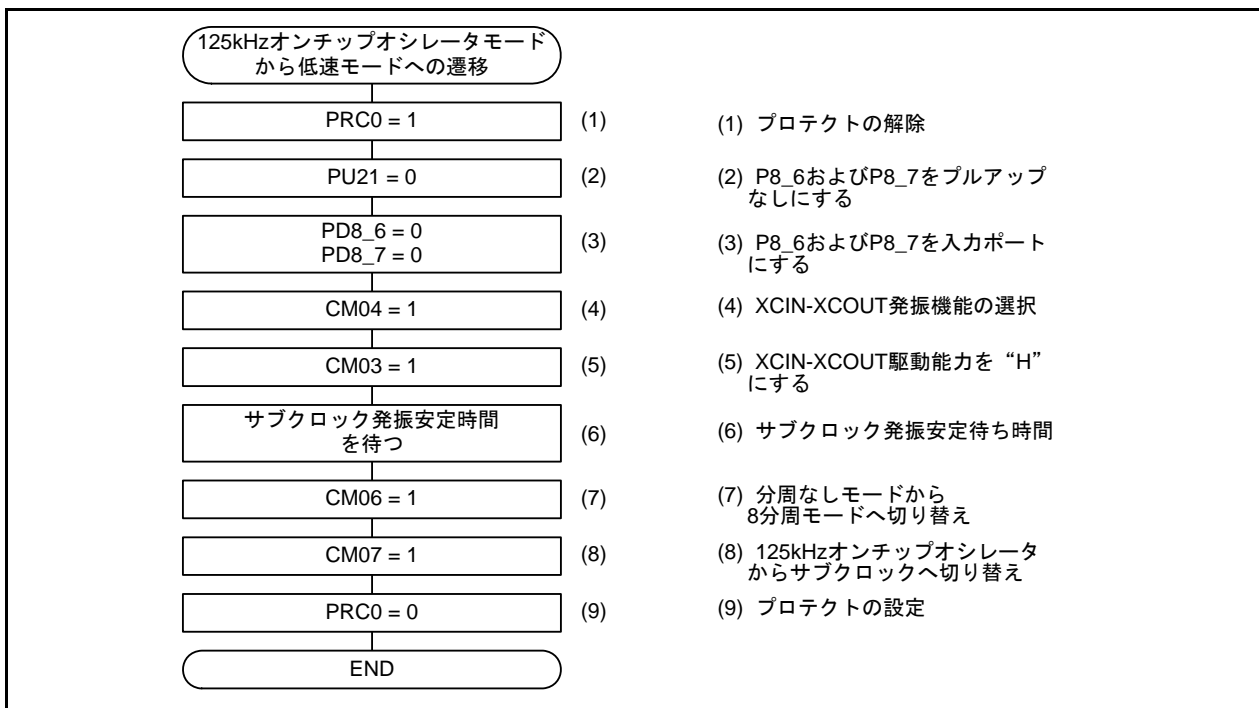 125kHzオンチップオシレータモード
から低速モードへの遷移
PRC0 = 1
(1)
(1) プロテクトの解除
PU21 = 0
(2)
(2) P8_6およびP8_7をプルアップ
なしにする
PD8_6 = 0
PD8_7 = 0
(3)
(3) P8_6およびP8_7を入力ポート
にする
CM04 = 1
(4)
(4) XCIN-XCOUT発振機能の選択
CM03 = 1
(5)
(5) XCIN-XCOUT駆動能力を“H”
にする
サブクロック発振安定時間
を待つ
(6)
(6) サブクロック発振安定待ち時間
CM06 = 1
(7)
(7) 分周なしモードから
8分周モードへ切り替え
CM07 = 1
(8)
(8) 125kHzオンチップオシレータ
からサブクロックへ切り替え
PRC0 = 0
(9)
(9) プロテクトの設定
END